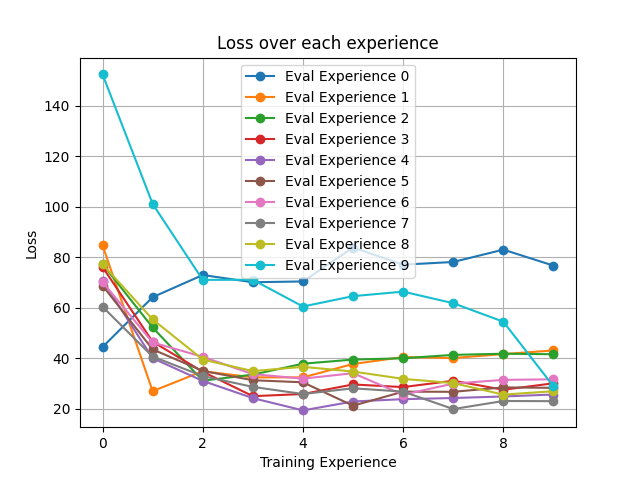 Loss over each experience
Loss
140
120
100
80
60
40
20
Eval Experience 0
Eval Experience 1
Eval Experience 2
Eval Experience 3
Eval Experience 4
Eval Experience 5
Eval Experience 6
Eval Experience 7
Eval Experience 8
Eval Experience 9
0 2 4 6 8
Training Experience